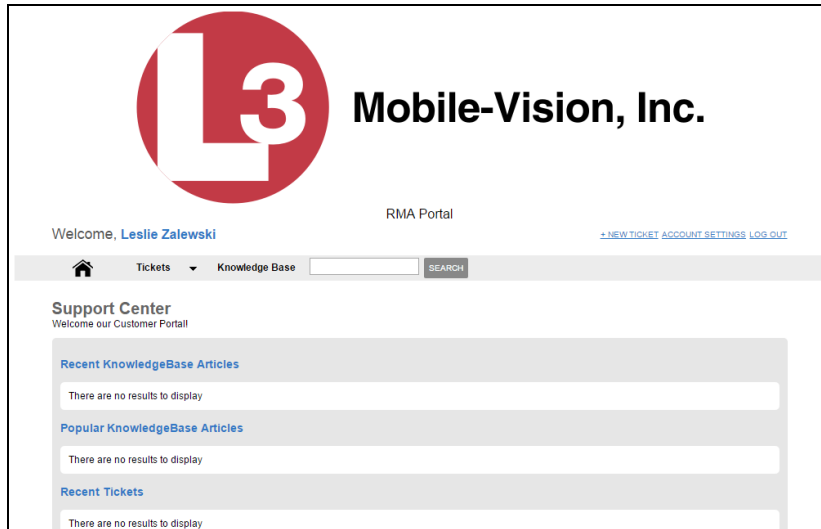 L3
Mobile-Vision, Inc.
RMA Portal
Welcome, Leslie Zalewski
+ NEW TICKET ACCOUNT SETTINGS LOG OUT
Tickets Knowledge Base SEARCH
Support Center
Welcome our Customer Portal!
Recent KnowledgeBase Articles
There are no results to display
Popular KnowledgeBase Articles
There are no results to display
Recent Tickets
There are no results to display